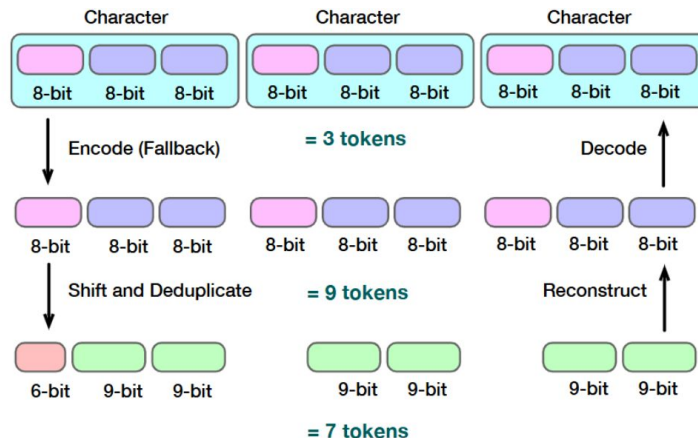 Character Character Character
8-bit 8-bit 8-bit 8-bit 8-bit 8-bit 8-bit 8-bit 8-bit
Encode (Fallback) = 3 tokens Decode
8-bit 8-bit 8-bit 8-bit 8-bit 8-bit 8-bit 8-bit 8-bit
Shift and Deduplicate = 9 tokens Reconstruct
6-bit 9-bit 9-bit 9-bit 9-bit 9-bit 9-bit
= 7 tokens